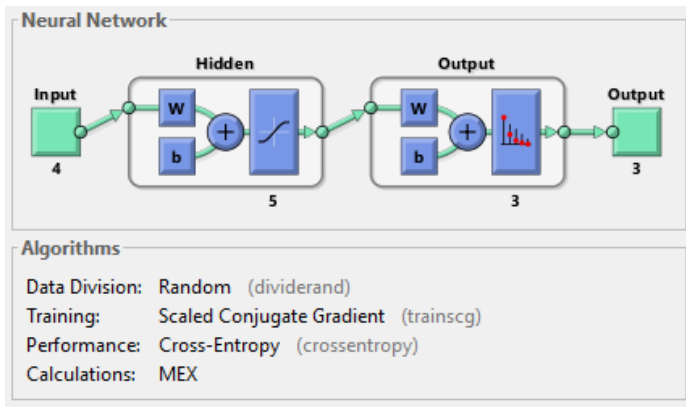 Neural Network
Hidden
Output
Input
Output
W
W
b
b
4
5
3
3
Algorithms
Data Division: Random (dividerand)
Training: Scaled Conjugate Gradient (trainscg)
Performance: Cross-Entropy (crossentropy)
Calculations: MEX